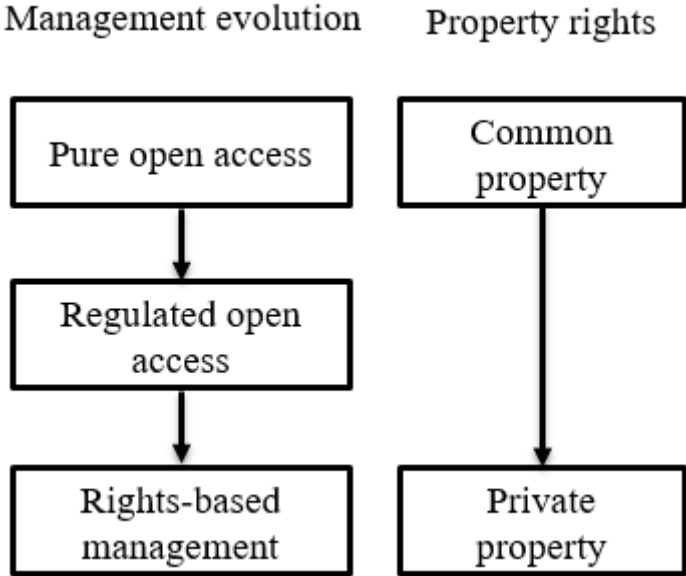 Management evolution
Property rights
Pure open access
Common
property
Regulated open
access
Rights-based
management
Private
property